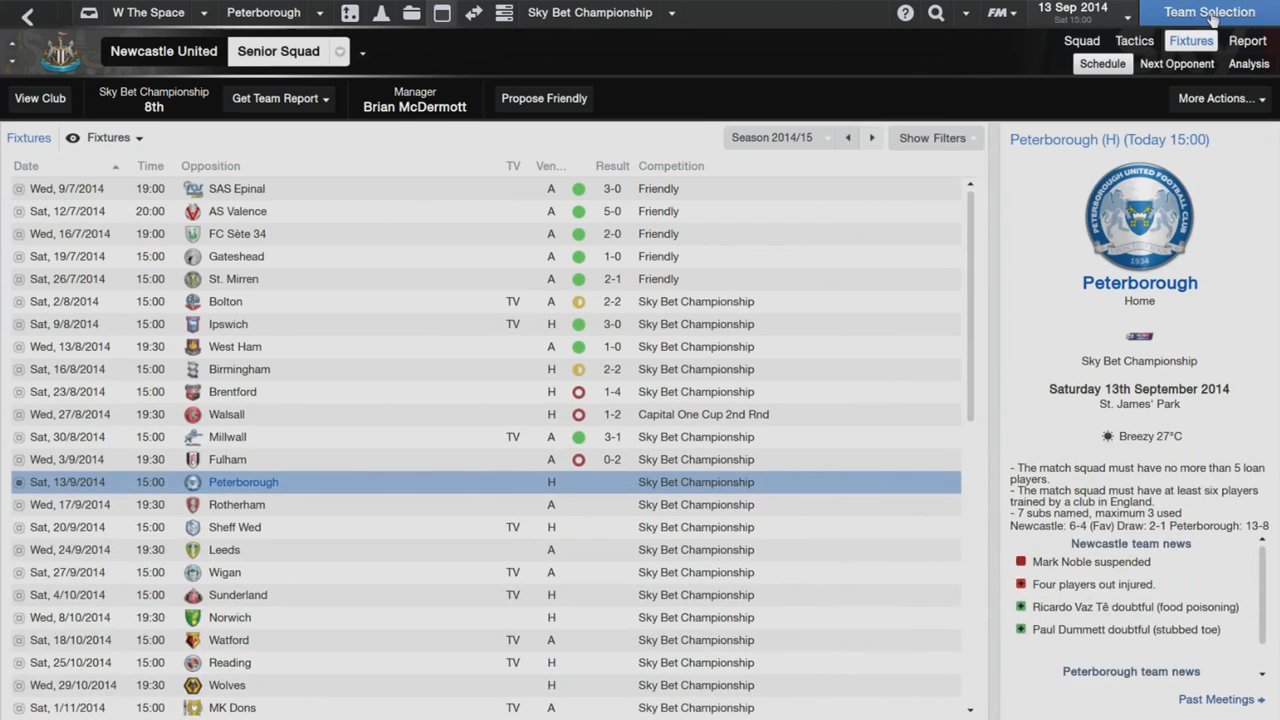 W The Space Peterborough Sky Bet Championship FM 13 Sep 2014 Sat 15:00 Team Selection
Newcastle United Senior Squad Squad Tactics Fixtures Report
Schedule Next Opponent Analysis
View Club Sky Bet Championship 8th Get Team Report Manager Brian McDermott Propose Friendly More Actions...
Fixtures Fixtures Season 2014/15 Show Filters
Date Time Opposition TV Ven... Result Competition
Wed, 9/7/2014 19:00 SAS Epinal A 3-0 Friendly
Sat, 12/7/2014 20:00 AS Valence A 5-0 Friendly
Wed, 16/7/2014 19:00 FC Sète 34 A 2-0 Friendly
Sat, 19/7/2014 15:00 Gateshead A 1-0 Friendly
Sat, 26/7/2014 15:00 St. Mirren A 2-1 Friendly
Sat, 2/8/2014 15:00 Bolton TV A 2-2 Sky Bet Championship
Sat, 9/8/2014 15:00 Ipswich TV H 3-0 Sky Bet Championship
Wed, 13/8/2014 19:30 West Ham A 1-0 Sky Bet Championship
Sat, 16/8/2014 15:00 Birmingham H 2-2 Sky Bet Championship
Sat, 23/8/2014 15:00 Brentford H 1-4 Sky Bet Championship
Wed, 27/8/2014 19:30 Walsall H 1-2 Capital One Cup 2nd Rnd
Sat, 30/8/2014 15:00 Millwall TV A 3-1 Sky Bet Championship
Wed, 3/9/2014 19:30 Fulham A 0-2 Sky Bet Championship
Sat, 13/9/2014 15:00 Peterborough H Sky Bet Championship
Wed, 17/9/2014 19:30 Rotherham A Sky Bet Championship
Sat, 20/9/2014 15:00 Sheff Wed TV H Sky Bet Championship
Wed, 24/9/2014 19:30 Leeds A Sky Bet Championship
Sat, 27/9/2014 15:00 Wigan TV A Sky Bet Championship
Sat, 4/10/2014 15:00 Sunderland TV H Sky Bet Championship
Wed, 8/10/2014 19:30 Norwich H Sky Bet Championship
Sat, 18/10/2014 15:00 Watford TV A Sky Bet Championship
Sat, 25/10/2014 15:00 Reading TV H Sky Bet Championship
Wed, 29/10/2014 19:30 Wolves H Sky Bet Championship
Sat, 1/11/2014 15:00 MK Dons TV A Sky Bet Championship
Peterborough (H) (Today 15:00)
PETERBOROUGH UNITED FOOTBALL CLUB
1934
Peterborough
Home
Sky Bet Championship
Saturday 13th September 2014
St. James' Park
Breezy 27°C
- The match squad must have no more than 5 loan
players.
- The match squad must have at least six players
trained by a club in England.
- 7 subs named, maximum 3 used
Newcastle: 6-4 (Fav) Draw: 2-1 Peterborough: 13-8
Newcastle team news
Mark Noble suspended
Four players out injured.
Ricardo Vaz Tê doubtful (food poisoning)
Paul Dummett doubtful (stubbed toe)
Peterborough team news
Past Meetings